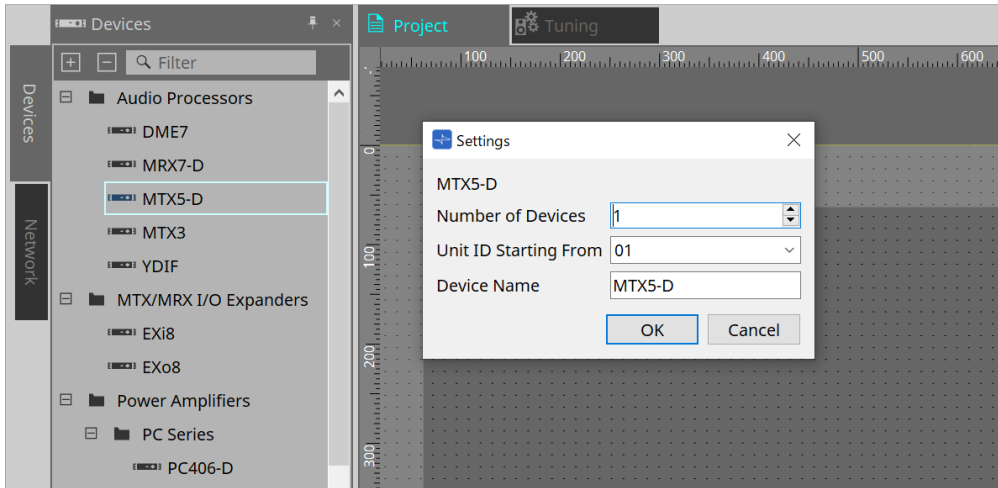 Devices
Filter
Devices
Network
Audio Processors
DME7
MRX7-D
MTX5-D
MTX3
YDIF
MTX/MRX I/O Expanders
EXi8
EXo8
Power Amplifiers
PC Series
PC406-D
Project
Tuning
100 200 300 400 500 600
0
100
200
300
Settings
MTX5-D
Number of Devices 1
Unit ID Starting From 01
Device Name MTX5-D
OK Cancel